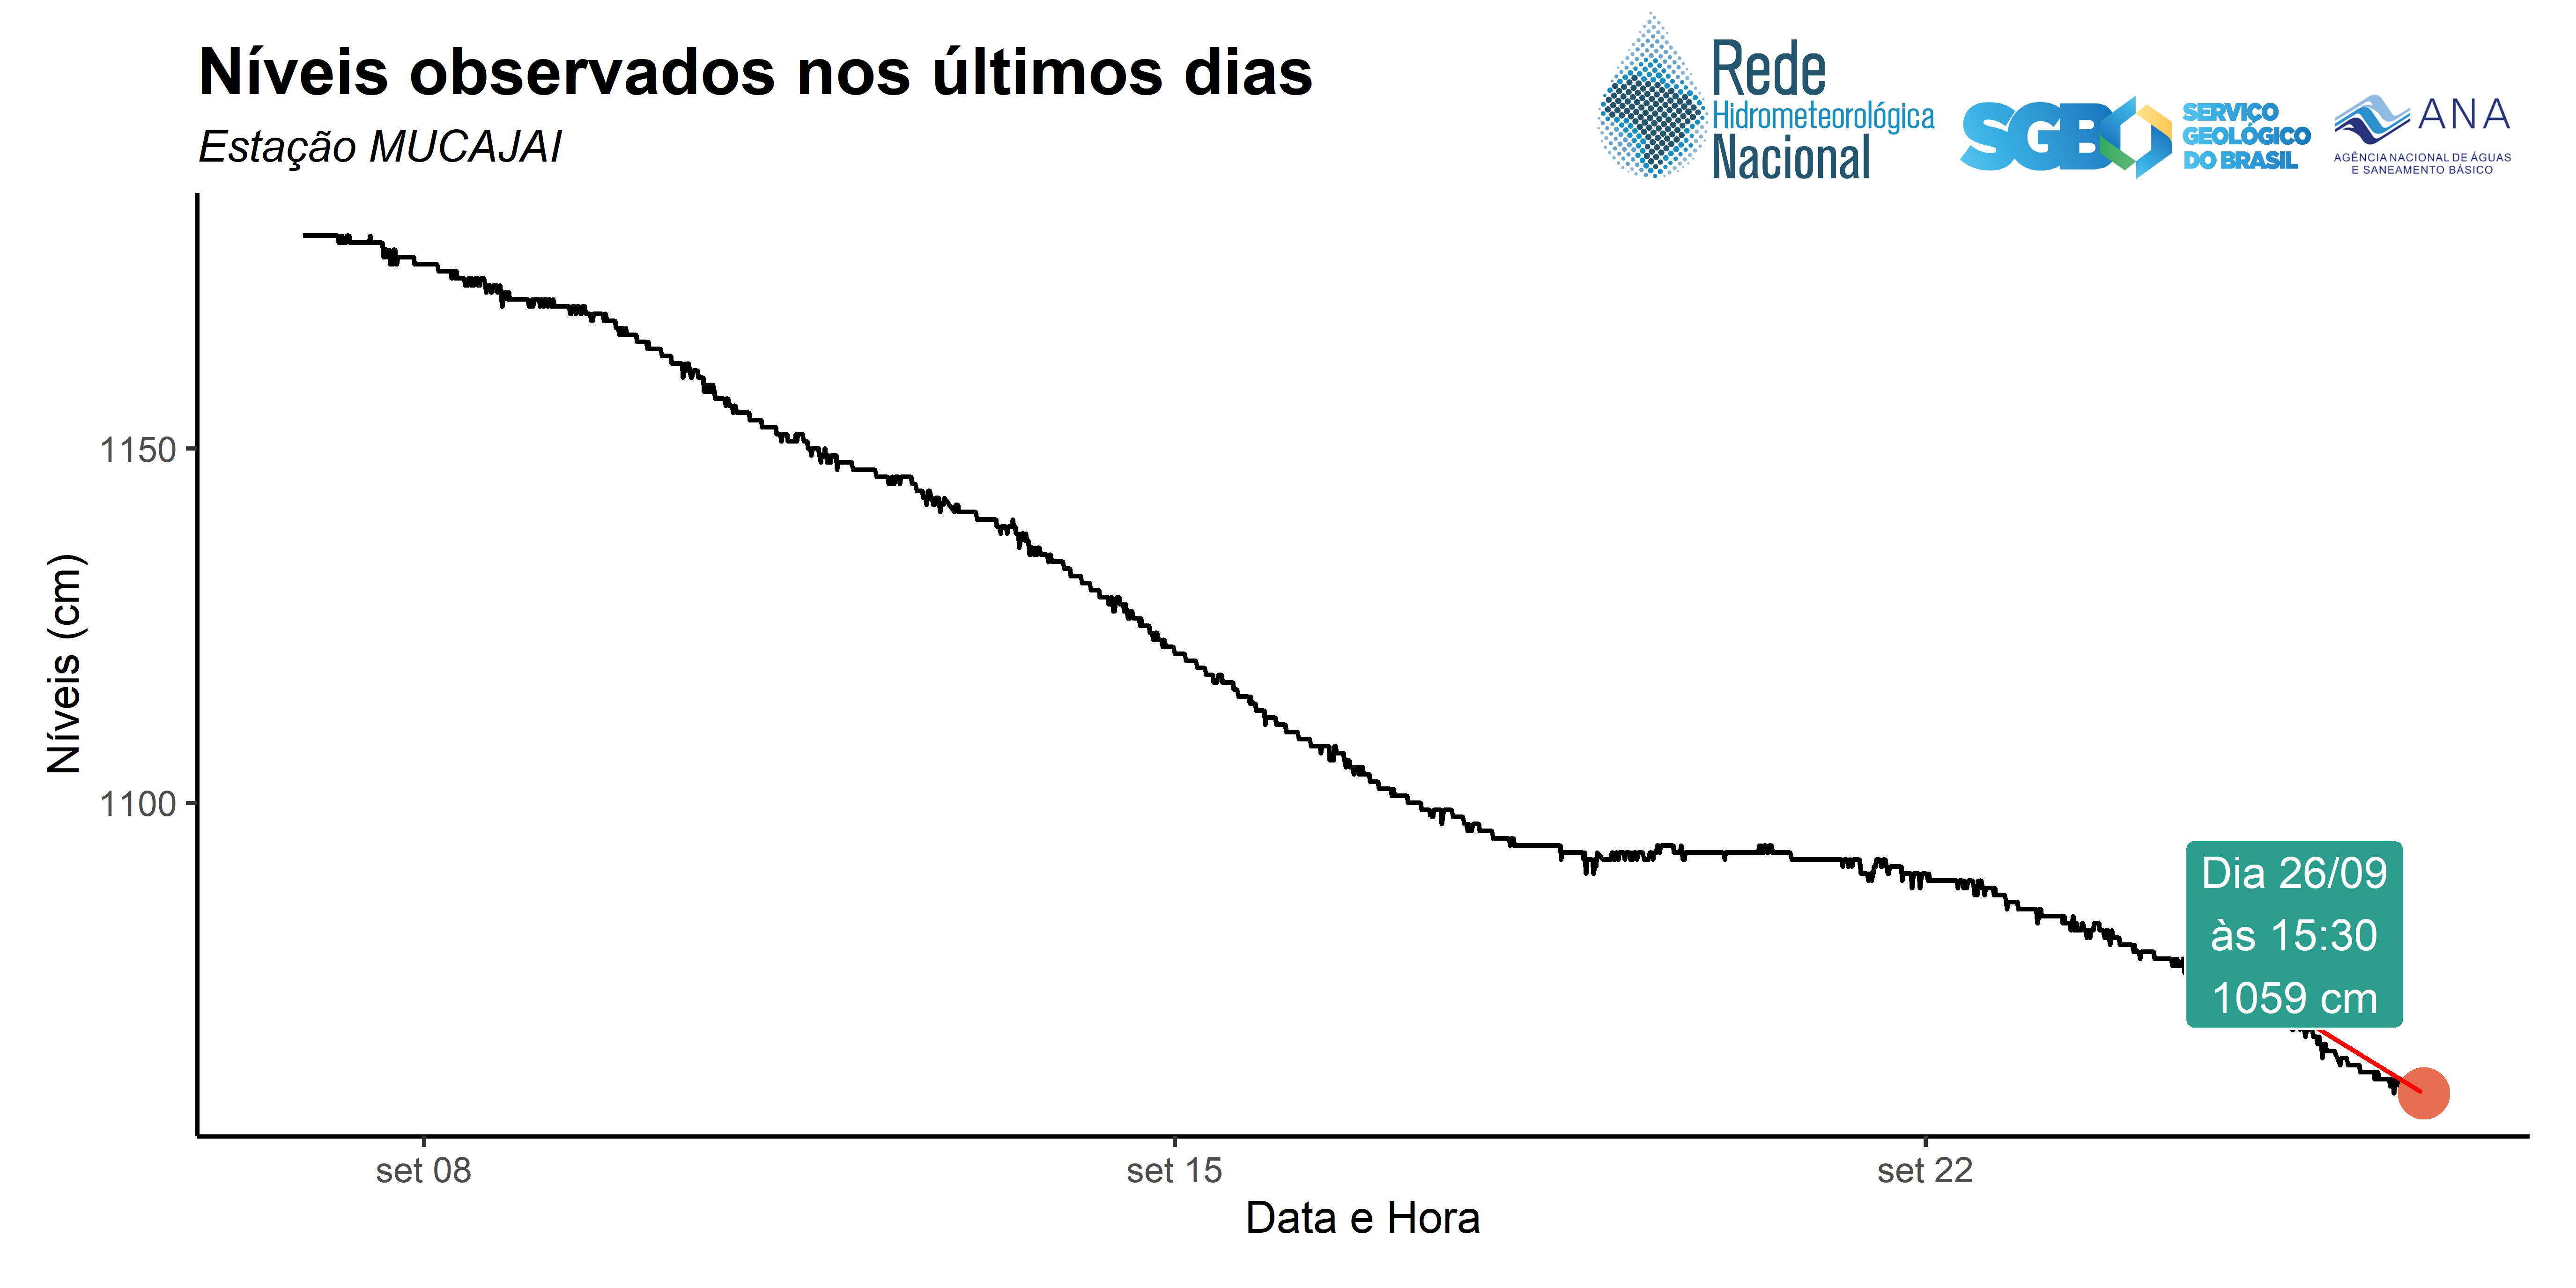 Níveis observados nos últimos dias
Estação MUCAJAI
Rede
Hidrometeorológica
Nacional
SGB
SERVIÇO
GEOLÓGICO
DO BRASIL
ANA
AGÊNCIA NACIONAL DE ÁGUAS
E SANEAMENTO BÁSICO
Níveis (cm)
1150
1100
Dia 26/09
às 15:30
1059 cm
set 08
set 15
set 22
Data e Hora